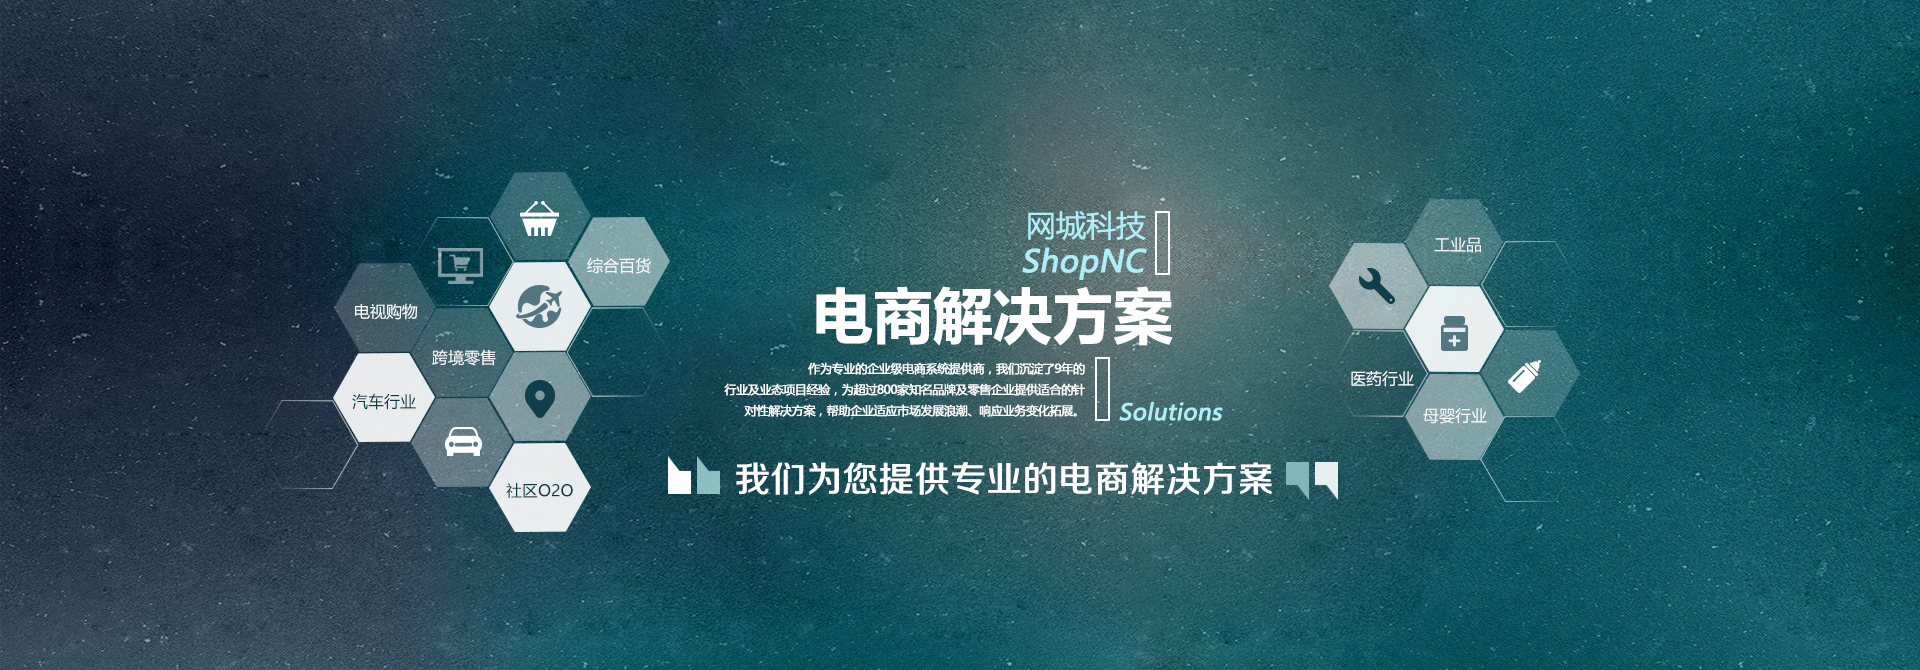 综合百货
电视购物
跨境零售
汽车行业
社区O2O
网城科技
ShopNC
电商解决方案
作为专业的企业级电商系统提供商，我们沉淀了9年的
行业及业态项目经验，为超过800家知名品牌及零售企业提供适合的针
对性解决方案，帮助企业适应市场发展浪潮、响应业务变化拓展。
Solutions
我们为您提供专业的电商解决方案
工业品
医药行业
母婴行业